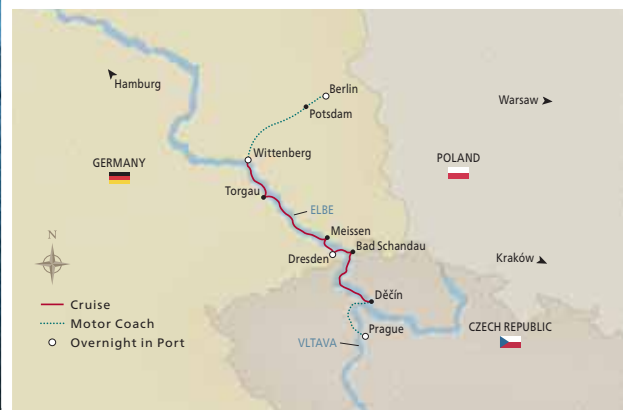 Hamburg
Berlin
Warsaw
Potsdam
Wittenberg
GERMANY
POLAND
Torgau
ELBE
Meissen
Bad Schandau
Dresden
N
Kraków
Děčín
Cruise
Motor Coach
Prague
CZECH REPUBLIC
Overnight in Port
VLTAVA